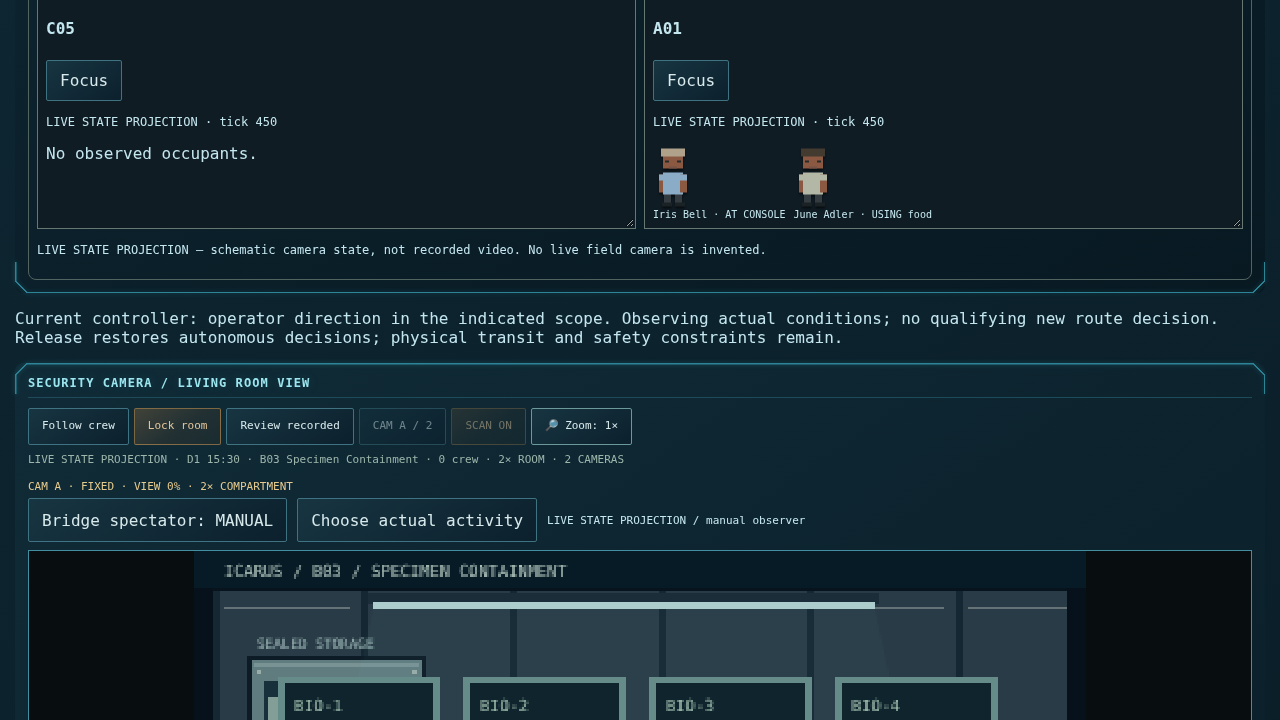 C05
A01
Focus
Focus
LIVE STATE PROJECTION · tick 450
LIVE STATE PROJECTION · tick 450
No observed occupants.
Iris Bell · AT CONSOLE
June Adler · USING food
LIVE STATE PROJECTION — schematic camera state, not recorded video. No live field camera is invented.
Current controller: operator direction in the indicated scope. Observing actual conditions; no qualifying new route decision.
Release restores autonomous decisions; physical transit and safety constraints remain.
SECURITY CAMERA / LIVING ROOM VIEW
Follow crew
Lock room
Review recorded
CAM A / 2
SCAN ON
🔎 Zoom: 1×
LIVE STATE PROJECTION · D1 15:30 · B03 Specimen Containment · 0 crew · 2× ROOM · 2 CAMERAS
CAM A · FIXED · VIEW 0% · 2× COMPARTMENT
Bridge spectator: MANUAL
Choose actual activity
LIVE STATE PROJECTION / manual observer
ICARUS / B03 / SPECIMEN CONTAINMENT
SEALED STORAGE
BIO-1
BIO-2
BIO-3
BIO-4